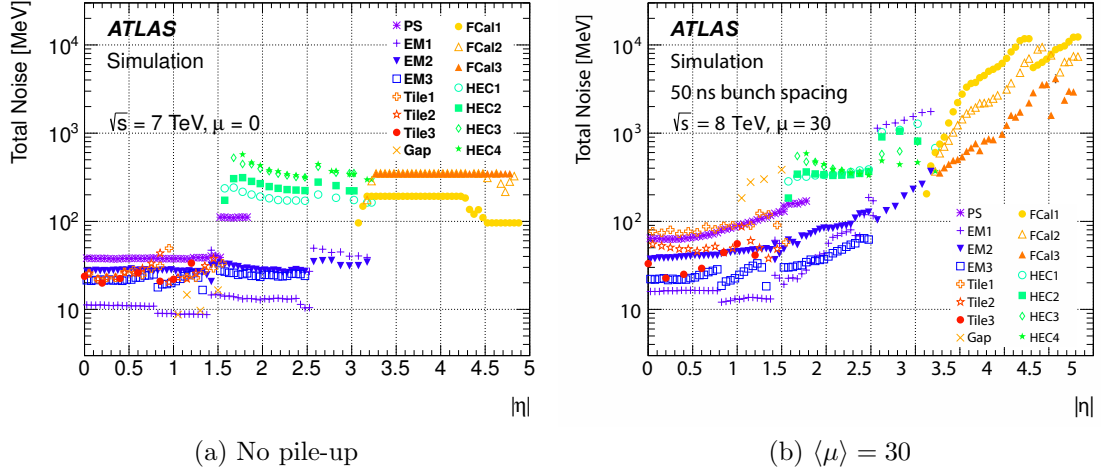 Total Noise [MeV]
10⁴
10³
10²
10
ATLAS
Simulation
√s = 7 TeV, μ = 0
PS
EM1
EM2
EM3
Tile1
Tile2
Tile3
Gap
FCal1
FCal2
FCal3
HEC1
HEC2
HEC3
HEC4
0 0.5 1 1.5 2 2.5 3 3.5 4 4.5 5
|η|
(a) No pile-up
Total Noise [MeV]
10⁴
10³
10²
10
ATLAS
Simulation
50 ns bunch spacing
√s = 8 TeV, μ = 30
PS
EM1
EM2
EM3
Tile1
Tile2
Tile3
Gap
FCal1
FCal2
FCal3
HEC1
HEC2
HEC3
HEC4
0 0.5 1 1.5 2 2.5 3 3.5 4 4.5 5
|η|
(b) ⟨μ⟩ = 30